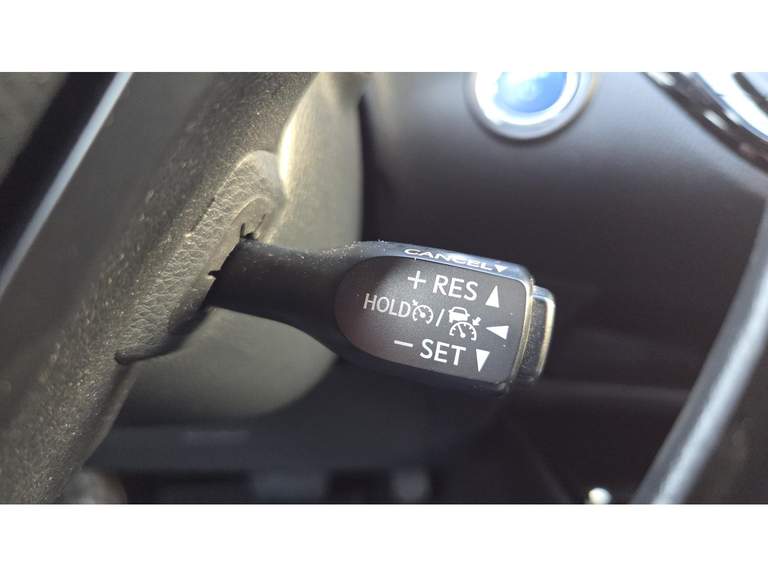 CANCEL▼
+ RES ▲
HOLD / ◀
− SET ▼